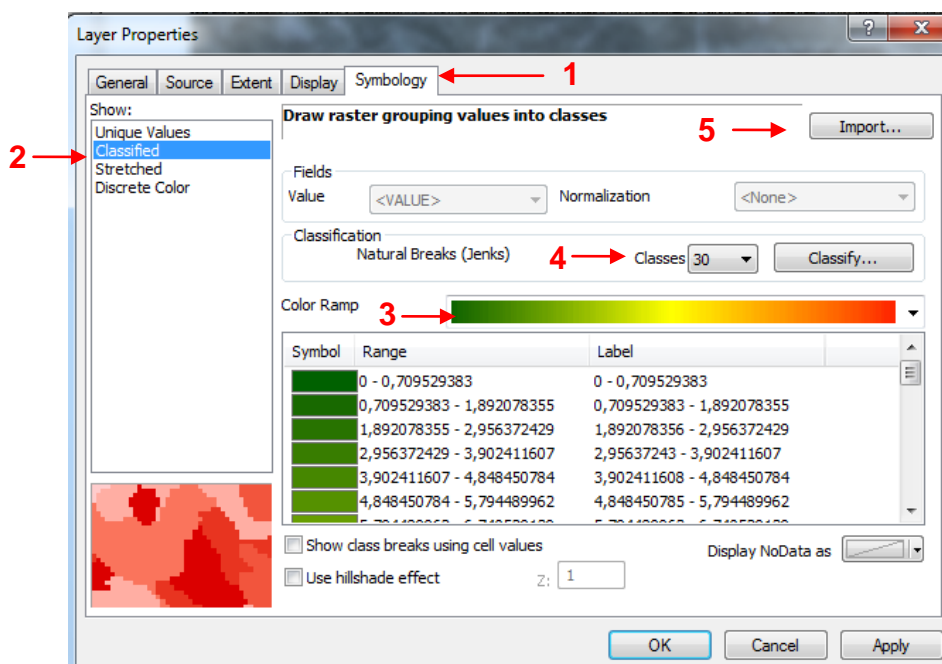 Layer Properties
?
X
General Source Extent Display Symbology
1
Show:
Unique Values
Classified
Stretched
Discrete Color
2
Draw raster grouping values into classes
5
Import...
Fields
Value <VALUE> Normalization <None>
Classification
Natural Breaks (Jenks)
4
Classes 30
Classify...
Color Ramp
3
Symbol Range Label
0 - 0,709529383 0 - 0,709529383
0,709529383 - 1,892078355 0,709529383 - 1,892078355
1,892078355 - 2,956372429 1,892078356 - 2,956372429
2,956372429 - 3,902411607 2,95637243 - 3,902411607
3,902411607 - 4,848450784 3,902411608 - 4,848450784
4,848450784 - 5,794489962 4,848450785 - 5,794489962
Show class breaks using cell values
Display NoData as
Use hillshade effect
Z: 1
OK Cancel Apply